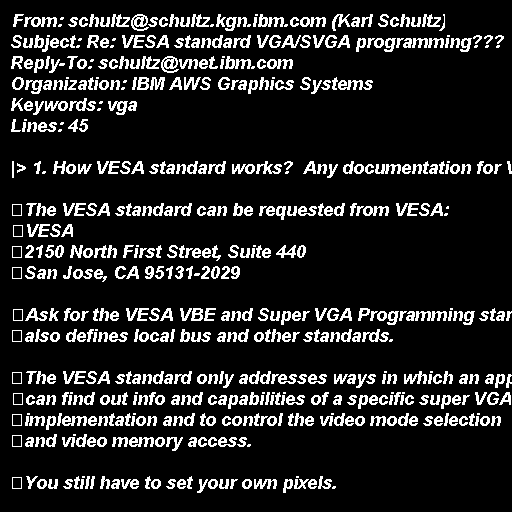 From: schultz@schultz.kgn.ibm.com (Karl Schultz)
Subject: Re: VESA standard VGA/SVGA programming???
Reply-To: schultz@vnet.ibm.com
Organization: IBM AWS Graphics Systems
Keywords: vga
Lines: 45

|> 1. How VESA standard works?  Any documentation for V

□The VESA standard can be requested from VESA:
□VESA
□2150 North First Street, Suite 440
□San Jose, CA 95131-2029

□Ask for the VESA VBE and Super VGA Programming stan
□also defines local bus and other standards.

□The VESA standard only addresses ways in which an app
□can find out info and capabilities of a specific super VGA
□implementation and to control the video mode selection
□and video memory access.

□You still have to set your own pixels.